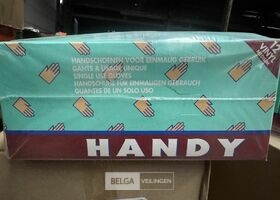 HANDSCHOENEN VOOR EENMALIG GEBRUIK
GANTS A USAGE UNIQUE
SINGLE USE GLOVES
HANDSCHUHE FÜR EINMALIGEN GEBRAUCH
GUANTES DE UN SOLO USO
VINYL
HANDY
BELGA VEILINGEN